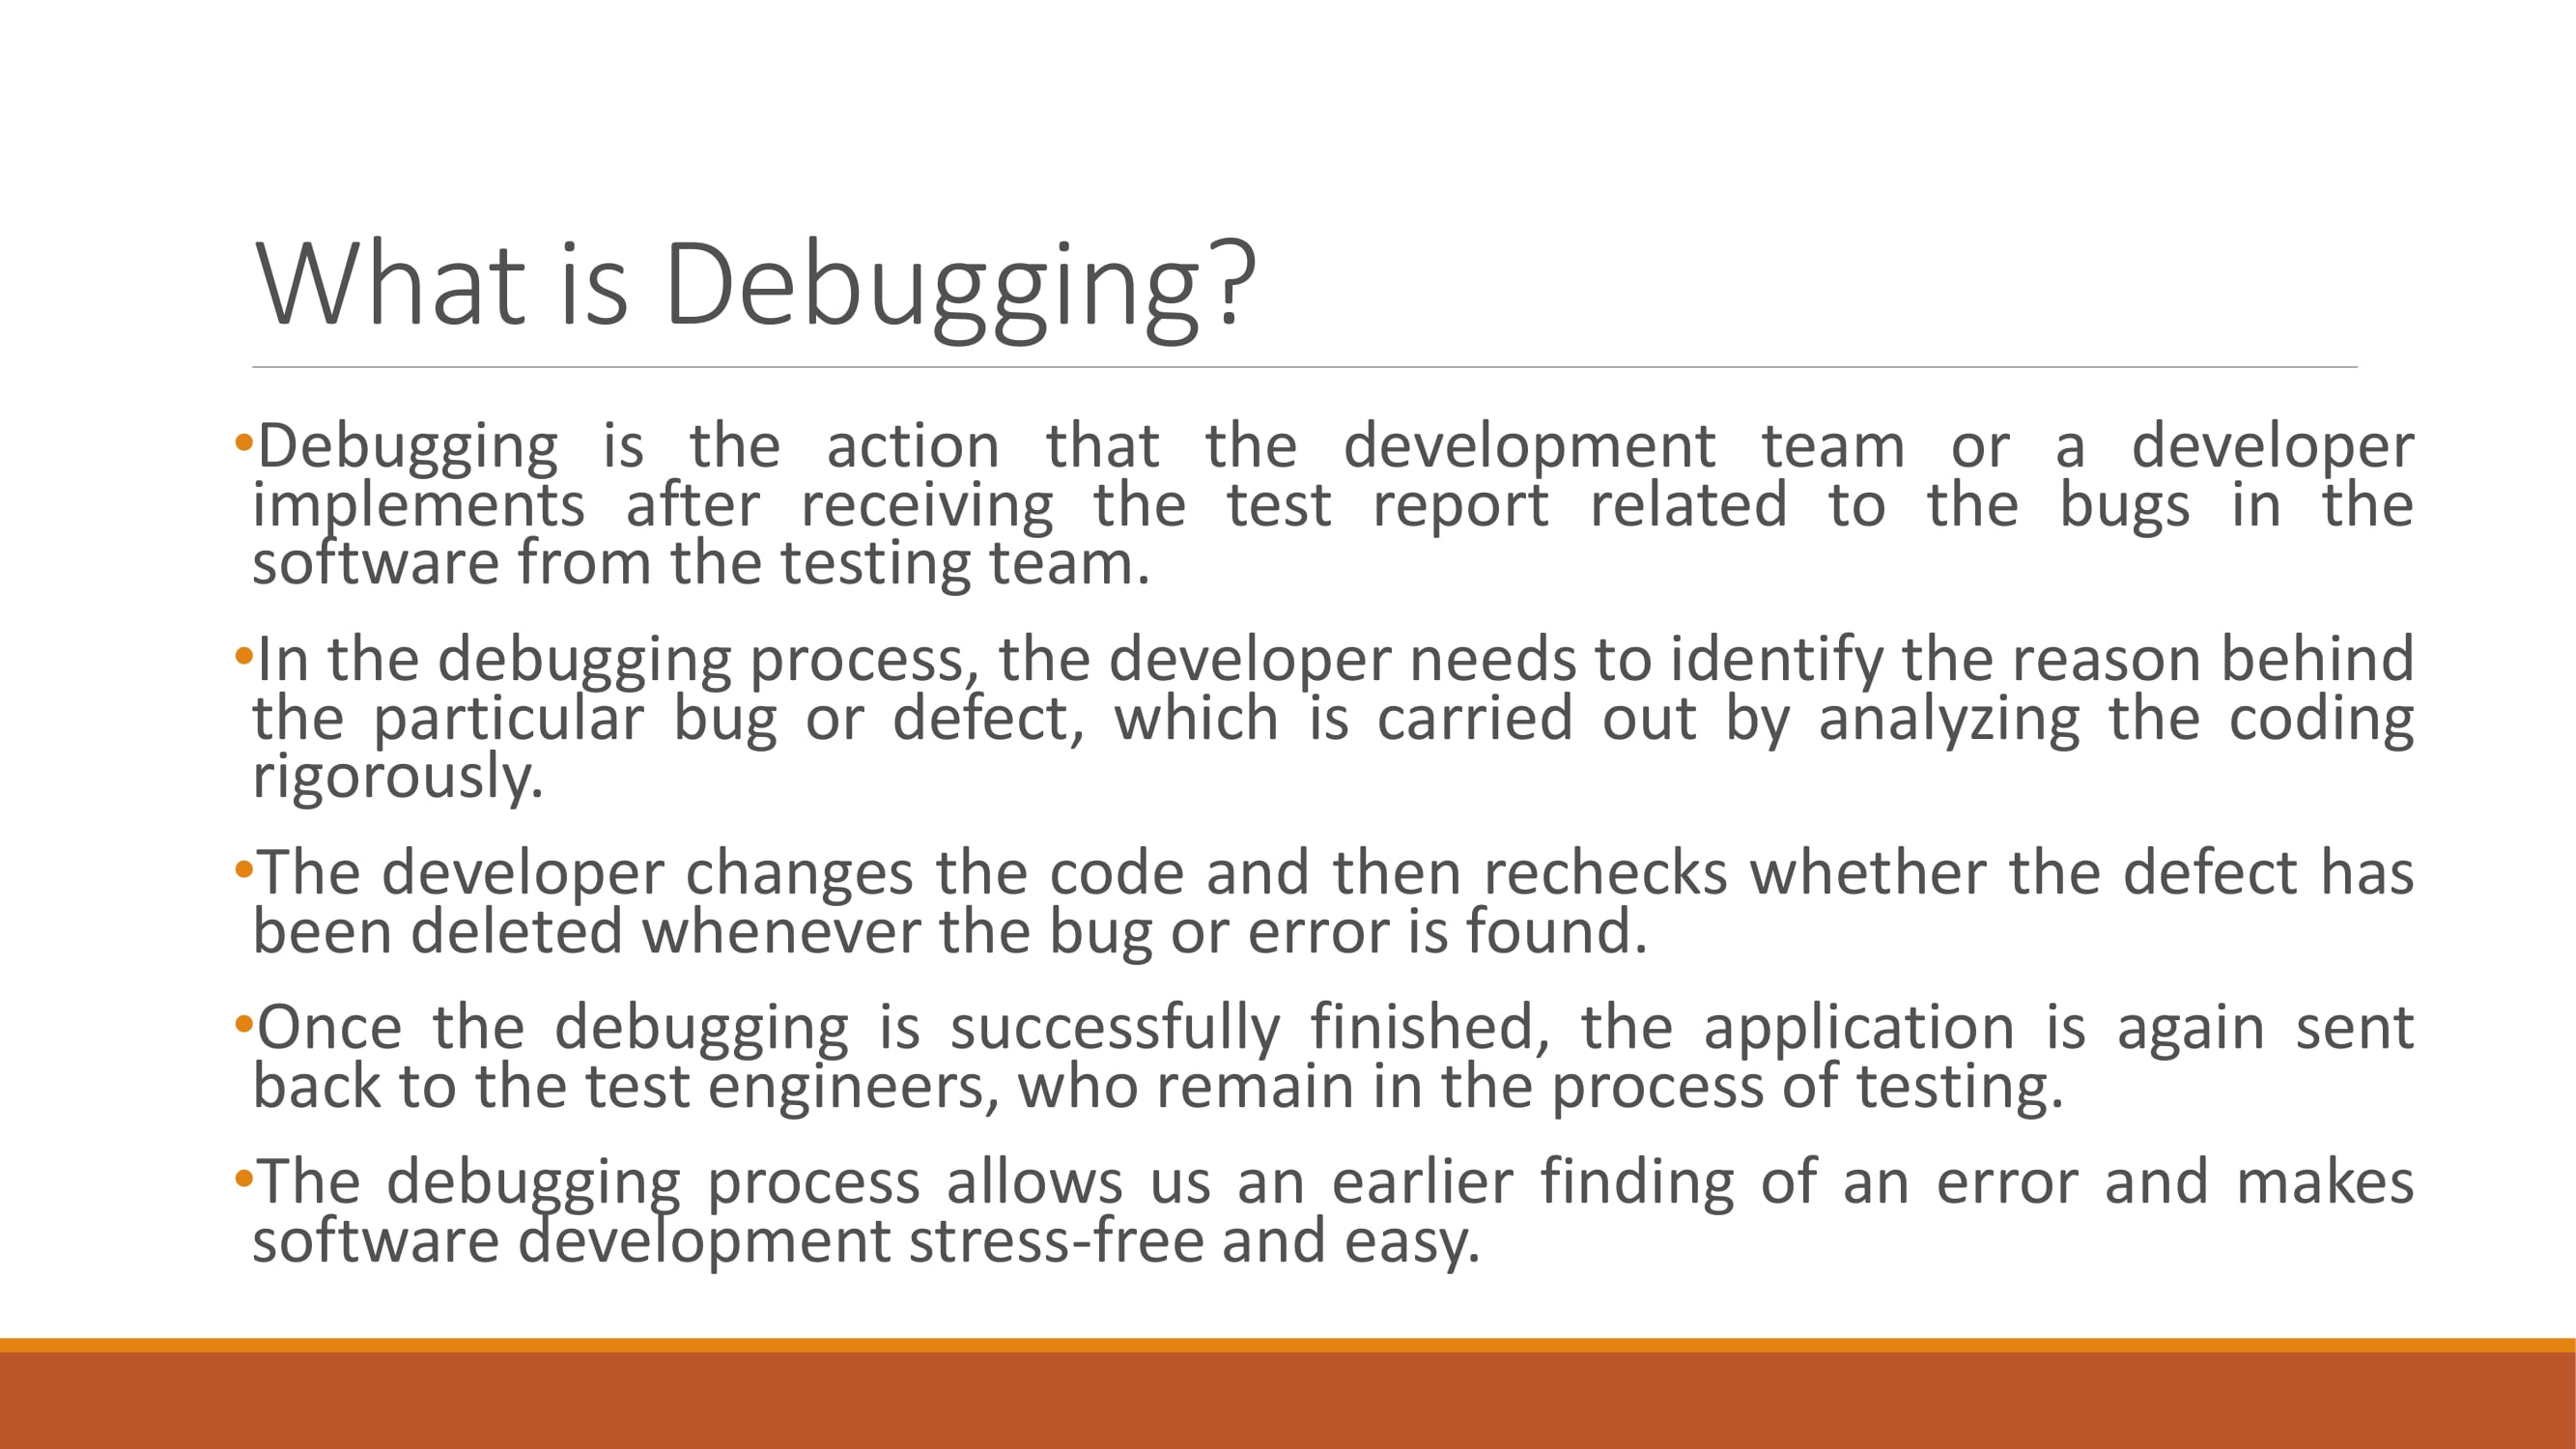 What is Debugging?
•Debugging is the action that the development team or a developer
implements after receiving the test report related to the bugs in the
software from the testing team.
•In the debugging process, the developer needs to identify the reason behind
the particular bug or defect, which is carried out by analyzing the coding
rigorously.
•The developer changes the code and then rechecks whether the defect has
been deleted whenever the bug or error is found.
•Once the debugging is successfully finished, the application is again sent
back to the test engineers, who remain in the process of testing.
•The debugging process allows us an earlier finding of an error and makes
software development stress-free and easy.